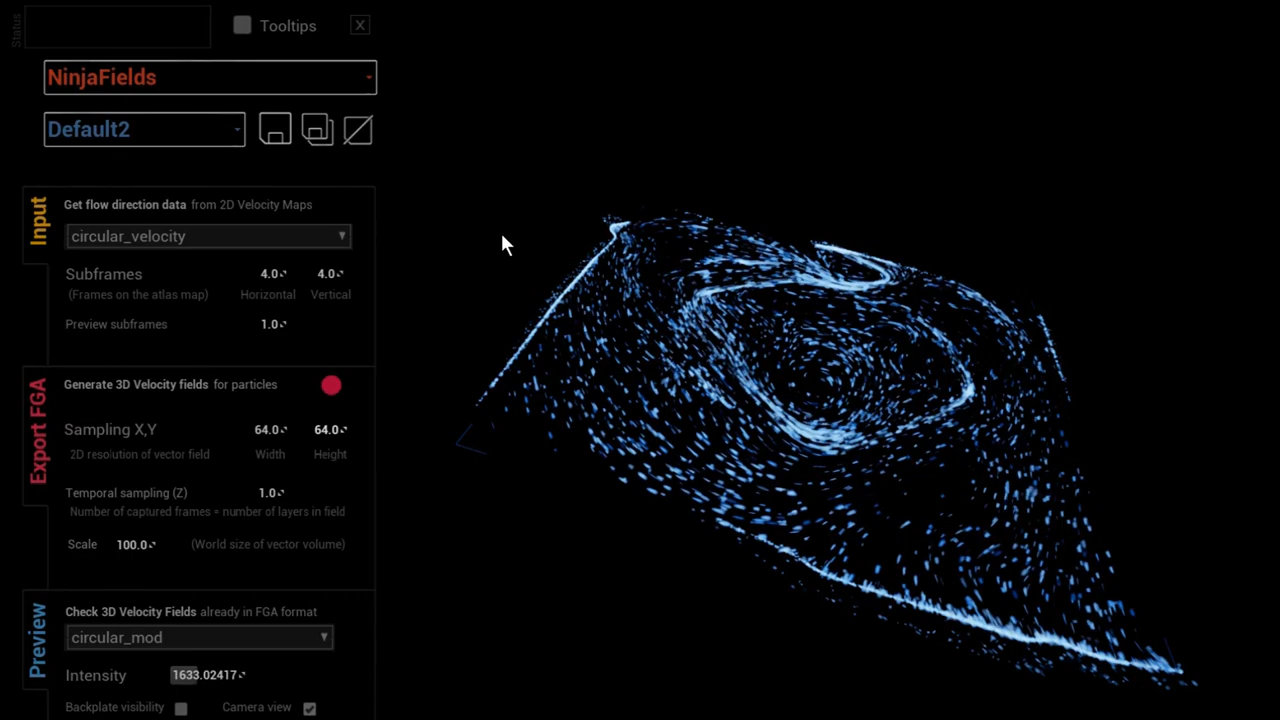 Status
Tooltips X
NinjaFields
Default2
Input
Get flow direction data from 2D Velocity Maps
circular_velocity
Subframes 4.0 4.0
(Frames on the atlas map) Horizontal Vertical
Preview subframes 1.0
Export FGA
Generate 3D Velocity fields for particles
Sampling X,Y 64.0 64.0
2D resolution of vector field Width Height
Temporal sampling (Z) 1.0
Number of captured frames = number of layers in field
Scale 100.0 (World size of vector volume)
Preview
Check 3D Velocity Fields already in FGA format
circular_mod
Intensity 1633.02417
Backplate visibility Camera view